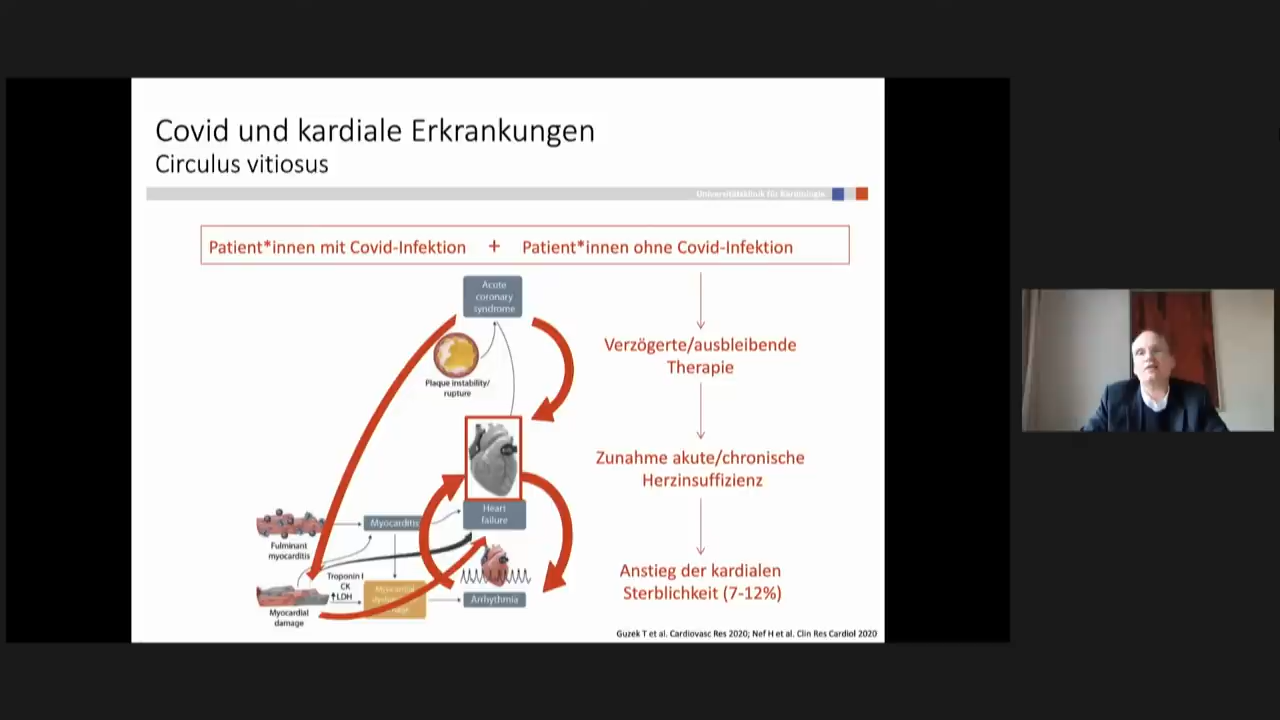 Covid und kardiale Erkrankungen
Circulus vitiosus
Universitätsklinik für Kardiologie
Patient*innen mit Covid-Infektion + Patient*innen ohne Covid-Infektion
Acute
coronary
syndrome
Plaque instability/
rupture
Verzögerte/ausbleibende
Therapie
Zunahme akute/chronische
Herzinsuffizienz
Heart
failure
Myocarditis
Fulminant
myocarditis
Troponin I
CK
↑LDH
Myocardial
Arrhythmia
Myocardial
damage
Anstieg der kardialen
Sterblichkeit (7-12%)
Guzek T et al. Cardiovasc Res 2020; Nef H et al. Clin Res Cardiol 2020